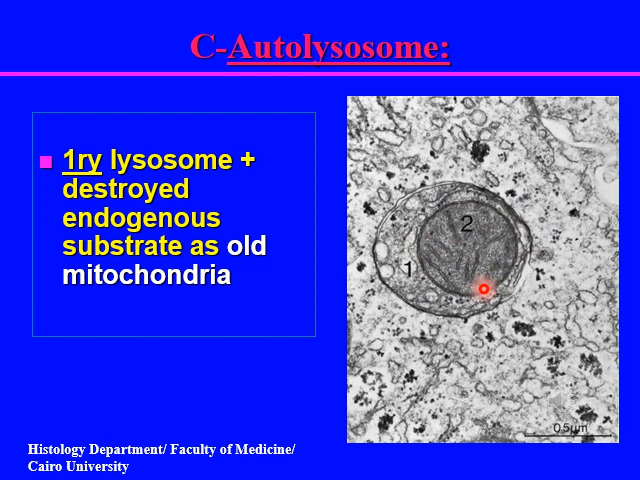 C-Autolysosome:
1ry lysosome +
destroyed
endogenous
substrate as old
mitochondria
2
1
0.5µm
Histology Department/ Faculty of Medicine/
Cairo University